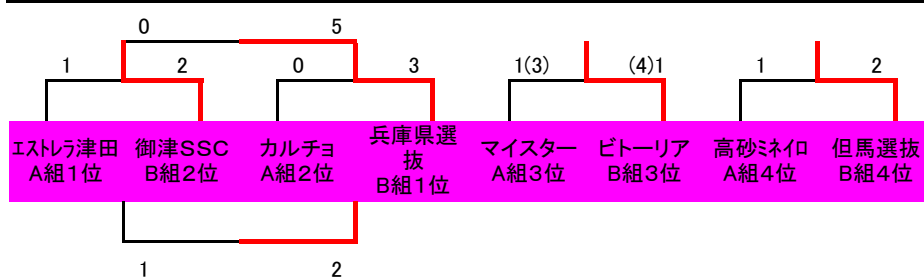 0 5
1 2 0 3 1(3) (4)1 1 2
ｴｽﾄﾚﾗ津田 A組1位
御津SSC B組2位
カルチョ A組2位
兵庫県選抜 B組1位
マイスター A組3位
ビトーリア B組3位
高砂ﾐﾈｲﾛ A組4位
但馬選抜 B組4位
1 2